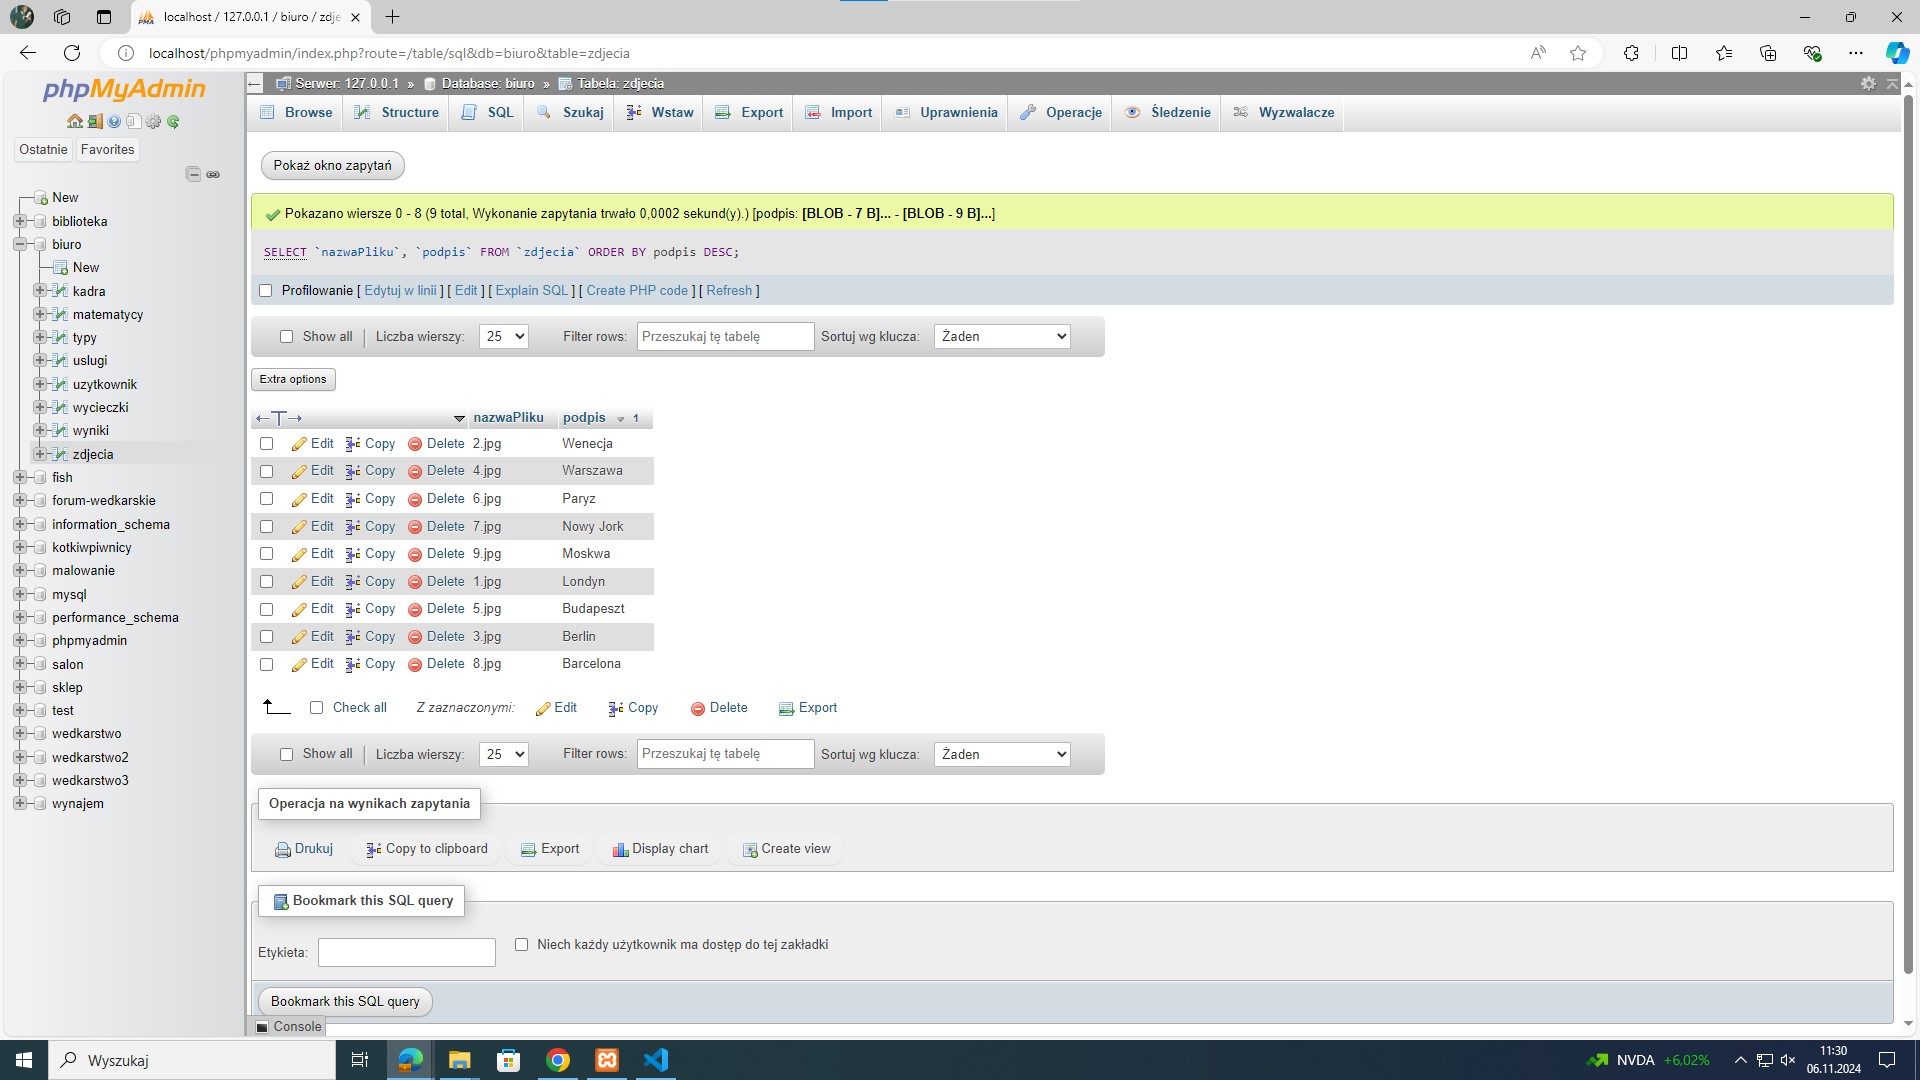 localhost / 127.0.0.1 / biuro / zdje
localhost/phpmyadmin/index.php?route=/table/sql&db=biuro&table=zdjecia
phpMyAdmin
Ostatnie Favorites
New
biblioteka
biuro
New
kadra
matematycy
typy
uslugi
uzytkownik
wycieczki
wyniki
zdjecia
fish
forum-wedkarskie
information_schema
kotkiwpiwnicy
malowanie
mysql
performance_schema
phpmyadmin
salon
sklep
test
wedkarstwo
wedkarstwo2
wedkarstwo3
wynajem
Serwer: 127.0.0.1 » Database: biuro » Tabela: zdjecia
Browse Structure SQL Szukaj Wstaw Export Import Uprawnienia Operacje Śledzenie Wyzwalacze
Pokaż okno zapytań
Pokazano wiersze 0 - 8 (9 total, Wykonanie zapytania trwało 0,0002 sekund(y).) [podpis: [BLOB - 7 B]... - [BLOB - 9 B]...]
SELECT `nazwaPliku`, `podpis` FROM `zdjecia` ORDER BY podpis DESC;
Profilowanie [ Edytuj w linii ] [ Edit ] [ Explain SQL ] [ Create PHP code ] [ Refresh ]
Show all Liczba wierszy: 25 Filter rows: Przeszukaj tę tabelę Sortuj wg klucza: Żaden
Extra options
←T→ nazwaPliku podpis 1
Edit Copy Delete 2.jpg Wenecja
Edit Copy Delete 4.jpg Warszawa
Edit Copy Delete 6.jpg Paryz
Edit Copy Delete 7.jpg Nowy Jork
Edit Copy Delete 9.jpg Moskwa
Edit Copy Delete 1.jpg Londyn
Edit Copy Delete 5.jpg Budapeszt
Edit Copy Delete 3.jpg Berlin
Edit Copy Delete 8.jpg Barcelona
Check all Z zaznaczonymi: Edit Copy Delete Export
Show all Liczba wierszy: 25 Filter rows: Przeszukaj tę tabelę Sortuj wg klucza: Żaden
Operacja na wynikach zapytania
Drukuj Copy to clipboard Export Display chart Create view
Bookmark this SQL query
Etykieta: Niech każdy użytkownik ma dostęp do tej zakładki
Bookmark this SQL query
Console
Wyszukaj
NVDA +6,02%
11:30
06.11.2024